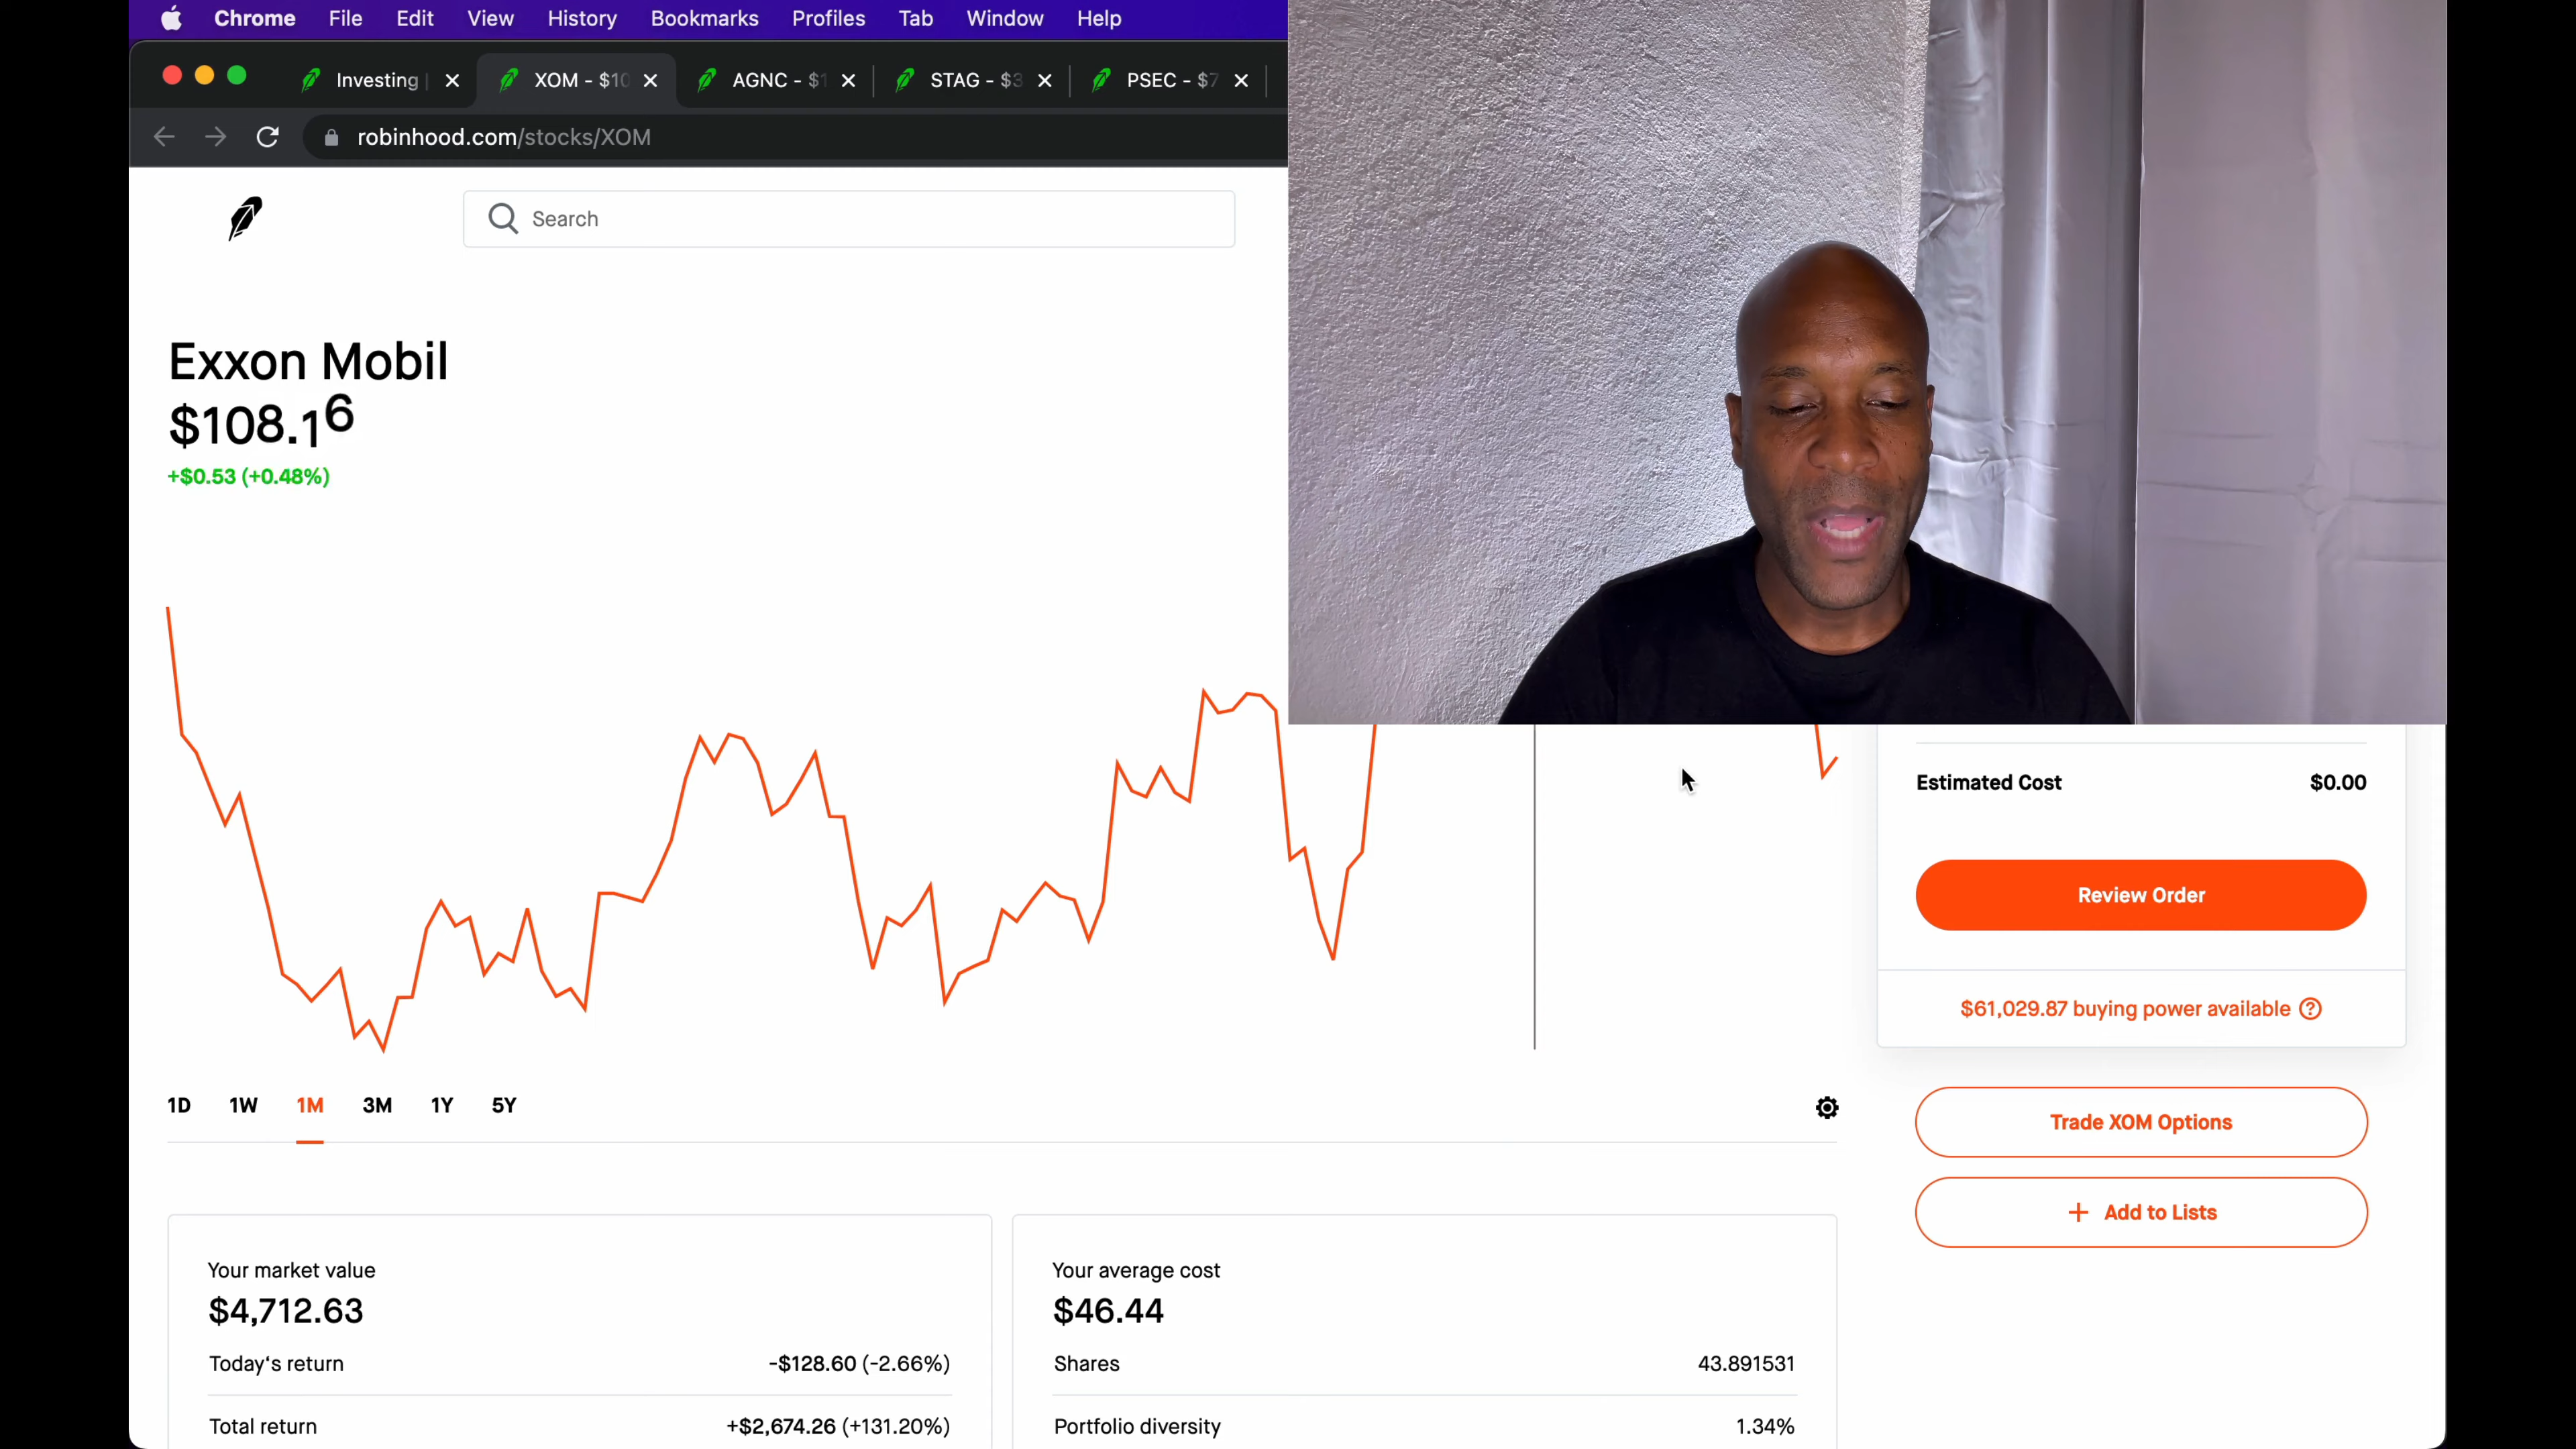 Chrome File Edit View History Bookmarks Profiles Tab Window Help
Investing XOM - $10 AGNC - $1 STAG - $3 PSEC - $7
robinhood.com/stocks/XOM
Search
Exxon Mobil
$108.16
+$0.53 (+0.48%)
Estimated Cost $0.00
Review Order
$61,029.87 buying power available
1D 1W 1M 3M 1Y 5Y
Trade XOM Options
+ Add to Lists
Your market value
$4,712.63
Today's return -$128.60 (-2.66%)
Total return +$2,674.26 (+131.20%)
Your average cost
$46.44
Shares 43.891531
Portfolio diversity 1.34%